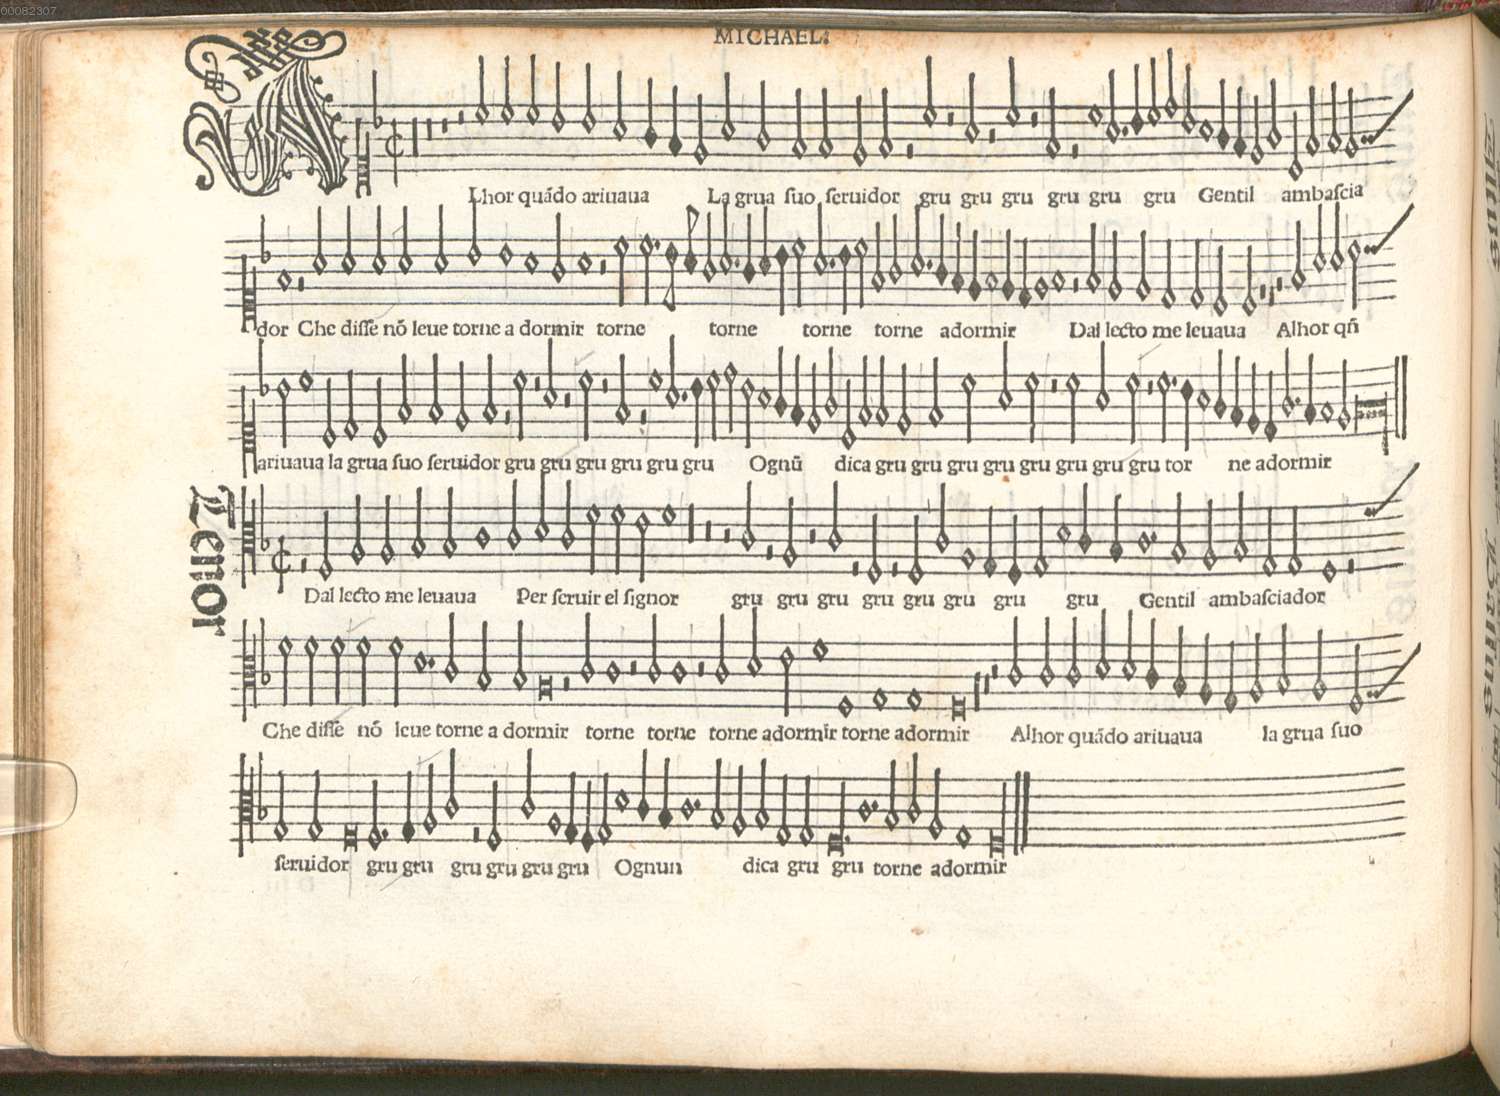 00082307
MICHAEL.
ALhor quãdo ariuaua La grua ſuo ſeruidor gru gru gru gru gru gru Gentil ambaſcia
dor Che diſſe nõ leue torne a dormir torne torne torne torne adormir Dal lecto me leuaua Alhor qñ
ariuaua la grua ſuo ſeruidor gru gru gru gru gru gru Ognũ dica gru gru gru gru gru gru gru gru tor ne adormir
Tenor
Dal lecto me leuaua Per ſeruir el ſignor gru gru gru gru gru gru gru gru Gentil ambaſciador
Che diſſe nõ leue torne a dormir torne torne torne adormir torne adormir Alhor quãdo ariuaua la grua ſuo
ſeruidor gru gru gru gru gru gru Ognun dica gru gru torne adormir
Altus
Baſſus